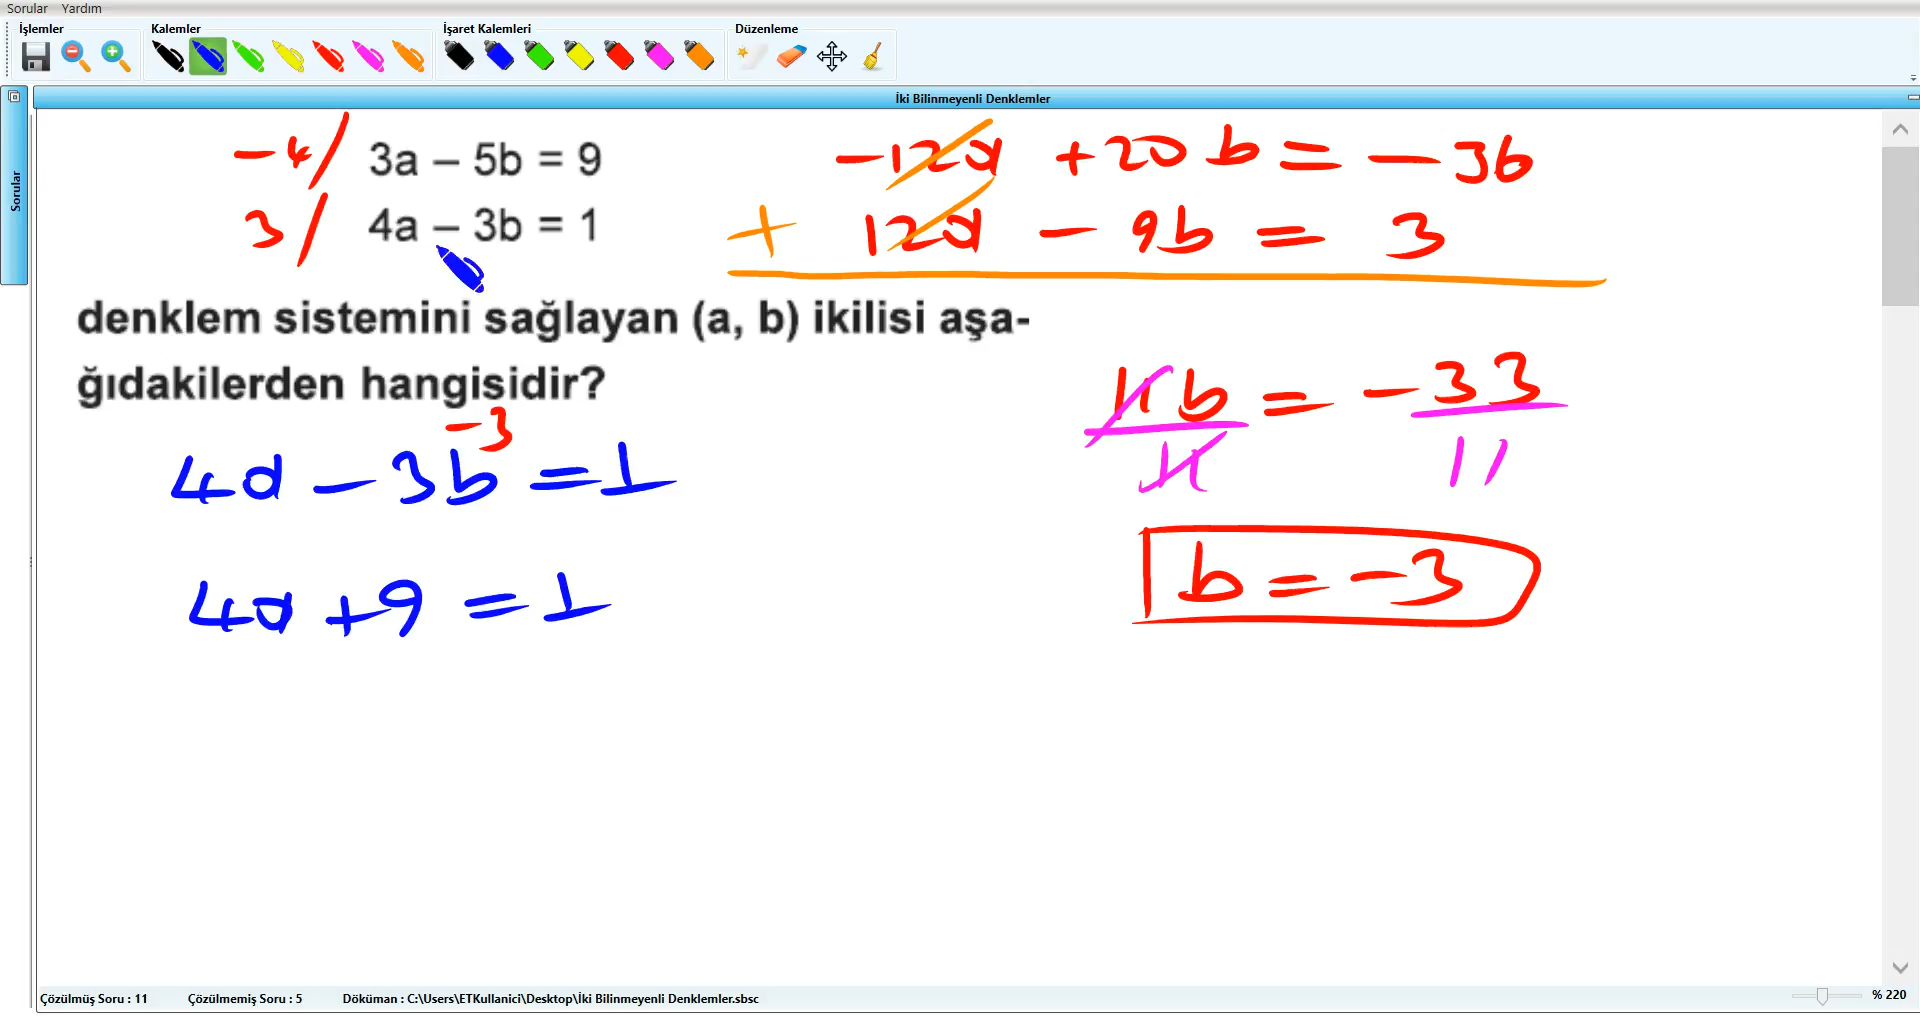 Sorular Yardım
İşlemler Kalemler İşaret Kalemleri Düzenleme
İki Bilinmeyenli Denklemler
Sorular
-4/ 3a – 5b = 9
3/ 4a – 3b = 1
-12a +20b = -36
+ 12a - 9b = 3
denklem sistemini sağlayan (a, b) ikilisi aşa-
ğıdakilerden hangisidir?
11b = -33
11 11
b = -3
-3
4a - 3b = 1
4a + 9 = 1
Çözülmüş Soru : 11 Çözülmemiş Soru : 5 Döküman : C:\Users\ETKullanici\Desktop\İki Bilinmeyenli Denklemler.sbsc % 220